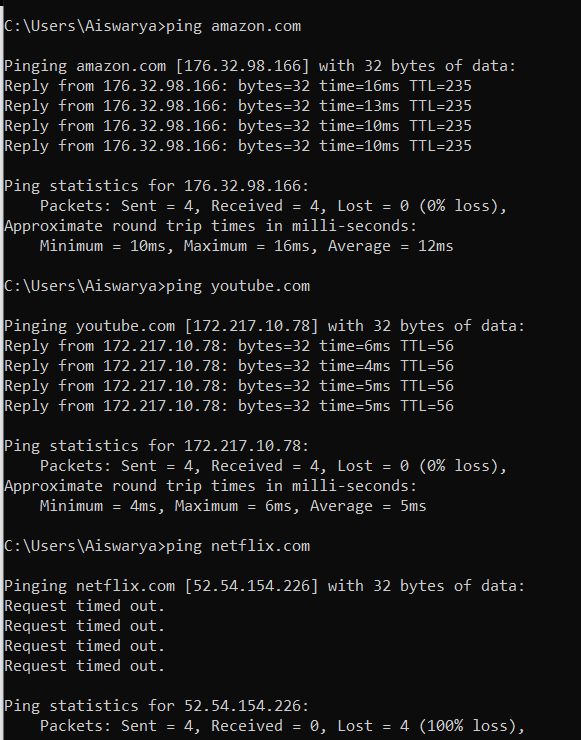 C:\Users\Aiswarya>ping amazon.com
Pinging amazon.com [176.32.98.166] with 32 bytes of data:
Reply from 176.32.98.166: bytes=32 time=16ms TTL=235
Reply from 176.32.98.166: bytes=32 time=13ms TTL=235
Reply from 176.32.98.166: bytes=32 time=10ms TTL=235
Reply from 176.32.98.166: bytes=32 time=10ms TTL=235
Ping statistics for 176.32.98.166:
Packets: Sent = 4, Received = 4, Lost = 0 (0% loss),
Approximate round trip times in milli-seconds:
Minimum = 10ms, Maximum = 16ms, Average = 12ms
C:\Users\Aiswarya>ping youtube.com
Pinging youtube.com [172.217.10.78] with 32 bytes of data:
Reply from 172.217.10.78: bytes=32 time=6ms TTL=56
Reply from 172.217.10.78: bytes=32 time=4ms TTL=56
Reply from 172.217.10.78: bytes=32 time=5ms TTL=56
Reply from 172.217.10.78: bytes=32 time=5ms TTL=56
Ping statistics for 172.217.10.78:
Packets: Sent = 4, Received = 4, Lost = 0 (0% loss),
Approximate round trip times in milli-seconds:
Minimum = 4ms, Maximum = 6ms, Average = 5ms
C:\Users\Aiswarya>ping netflix.com
Pinging netflix.com [52.54.154.226] with 32 bytes of data:
Request timed out.
Request timed out.
Request timed out.
Request timed out.
Ping statistics for 52.54.154.226:
Packets: Sent = 4, Received = 0, Lost = 4 (100% loss),